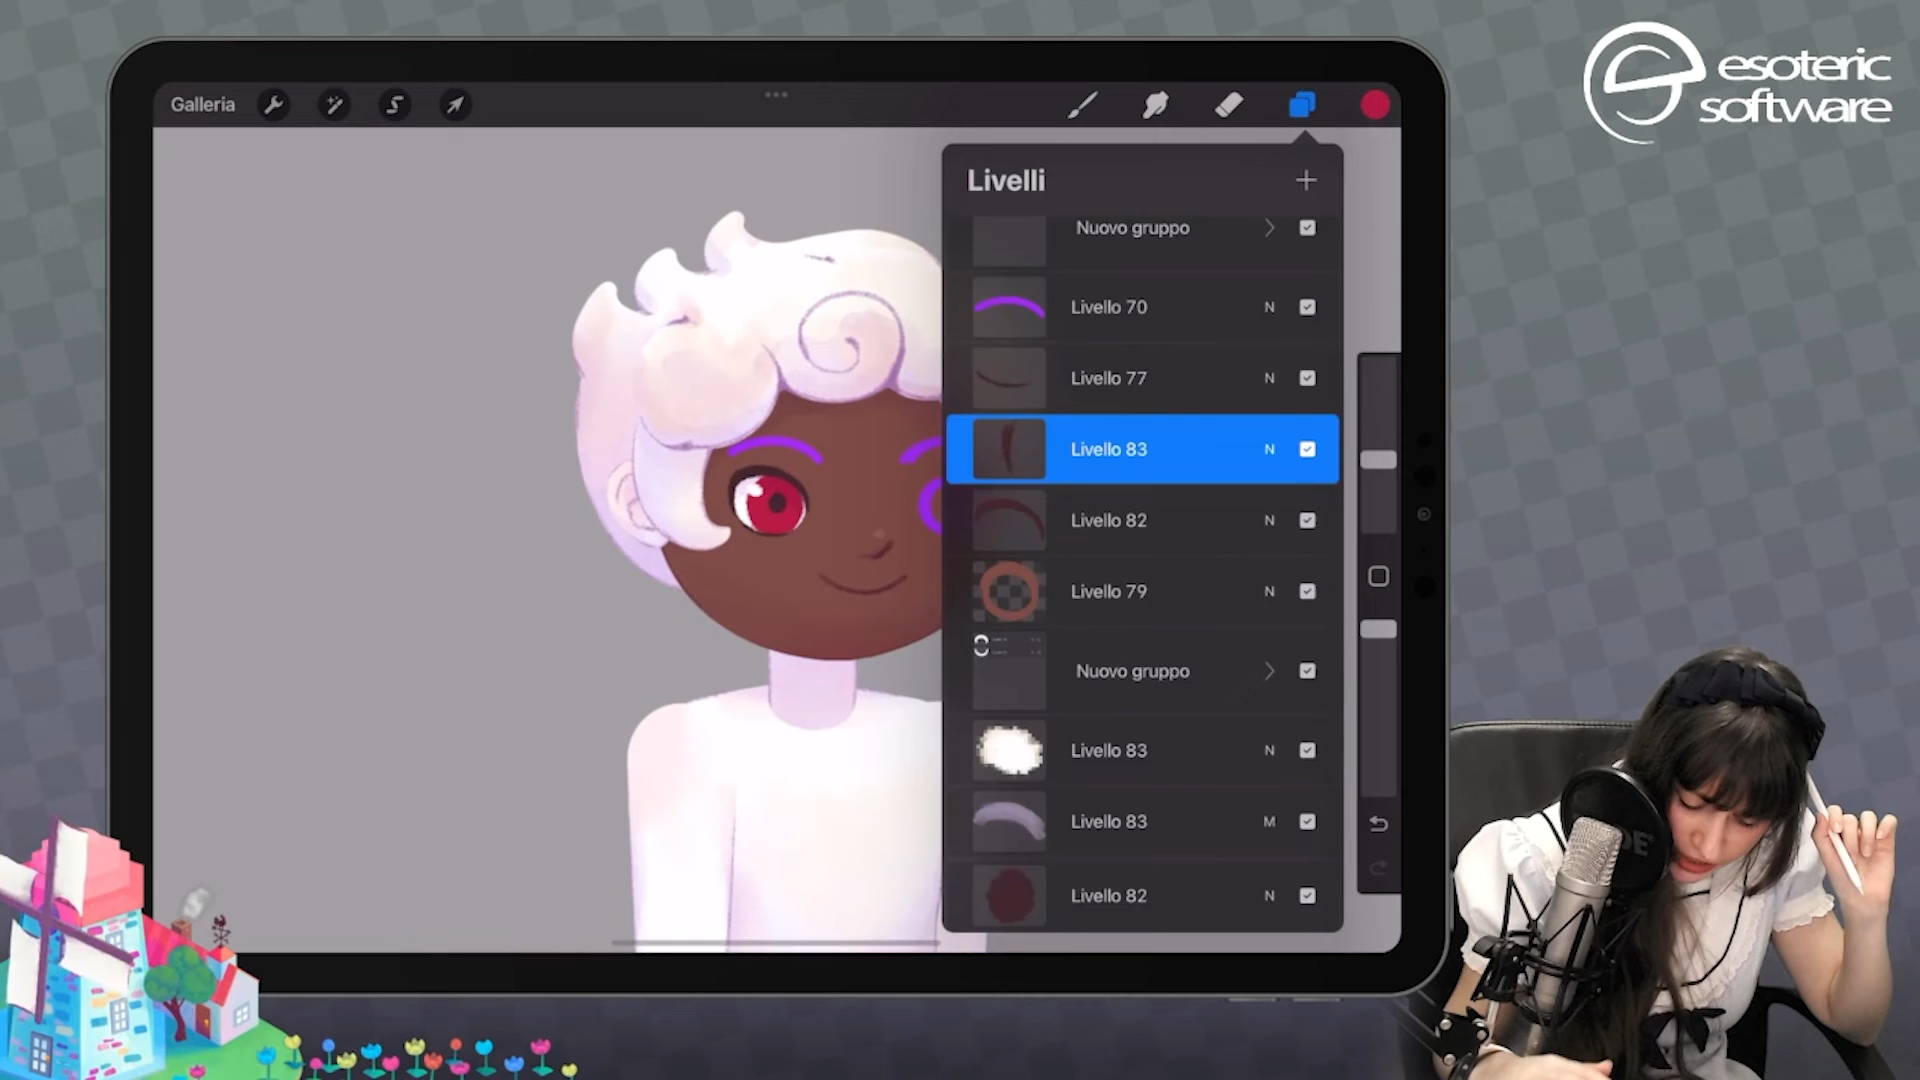 esoteric
software
Galleria
Livelli
Nuovo gruppo
Livello 70 N
Livello 77 N
Livello 83 N
Livello 82 N
Livello 79 N
Nuovo gruppo
Livello 83 N
Livello 83 M
Livello 82 N